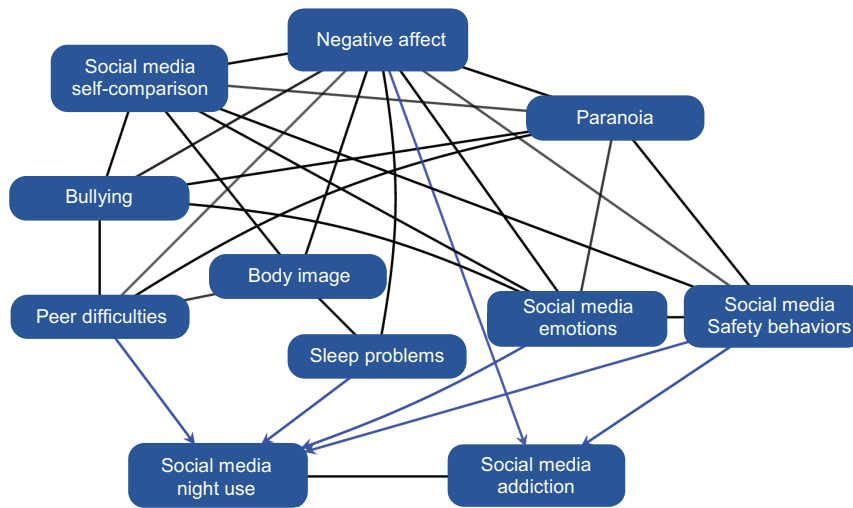 Negative affect
Social media
self-comparison
Paranoia
Bullying
Body image
Peer difficulties
Social media
emotions
Social media
Safety behaviors
Sleep problems
Social media
night use
Social media
addiction